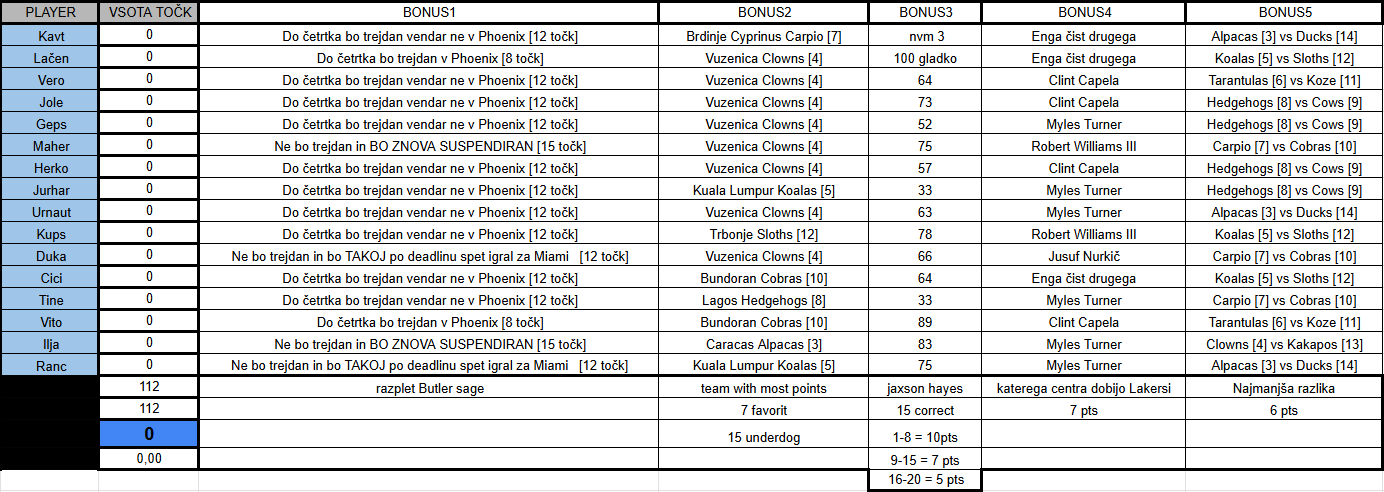 PLAYER VSOTA TOČK BONUS1 BONUS2 BONUS3 BONUS4 BONUS5
Kavt 0 Do četrtka bo trejdan vendar ne v Phoenix [12 točk] Brdinje Cyprinus Carpio [7] nvm 3 Enga čist drugega Alpacas [3] vs Ducks [14]
Lačen 0 Do četrtka bo trejdan v Phoenix [8 točk] Vuzenica Clowns [4] 100 gladko Enga čist drugega Koalas [5] vs Sloths [12]
Vero 0 Do četrtka bo trejdan vendar ne v Phoenix [12 točk] Vuzenica Clowns [4] 64 Clint Capela Tarantulas [6] vs Koze [11]
Jole 0 Do četrtka bo trejdan vendar ne v Phoenix [12 točk] Vuzenica Clowns [4] 73 Clint Capela Hedgehogs [8] vs Cows [9]
Geps 0 Do četrtka bo trejdan vendar ne v Phoenix [12 točk] Vuzenica Clowns [4] 52 Myles Turner Hedgehogs [8] vs Cows [9]
Maher 0 Ne bo trejdan in BO ZNOVA SUSPENDIRAN [15 točk] Vuzenica Clowns [4] 75 Robert Williams III Carpio [7] vs Cobras [10]
Herko 0 Do četrtka bo trejdan vendar ne v Phoenix [12 točk] Vuzenica Clowns [4] 57 Clint Capela Hedgehogs [8] vs Cows [9]
Jurhar 0 Do četrtka bo trejdan vendar ne v Phoenix [12 točk] Kuala Lumpur Koalas [5] 33 Myles Turner Hedgehogs [8] vs Cows [9]
Urnaut 0 Do četrtka bo trejdan vendar ne v Phoenix [12 točk] Vuzenica Clowns [4] 63 Myles Turner Alpacas [3] vs Ducks [14]
Kups 0 Do četrtka bo trejdan vendar ne v Phoenix [12 točk] Trbonje Sloths [12] 78 Robert Williams III Koalas [5] vs Sloths [12]
Duka 0 Ne bo trejdan in bo TAKOJ po deadlinu spet igral za Miami [12 točk] Vuzenica Clowns [4] 66 Jusuf Nurkič Carpio [7] vs Cobras [10]
Cici 0 Do četrtka bo trejdan vendar ne v Phoenix [12 točk] Bundoran Cobras [10] 64 Enga čist drugega Koalas [5] vs Sloths [12]
Tine 0 Do četrtka bo trejdan vendar ne v Phoenix [12 točk] Lagos Hedgehogs [8] 33 Myles Turner Carpio [7] vs Cobras [10]
Vito 0 Do četrtka bo trejdan v Phoenix [8 točk] Bundoran Cobras [10] 89 Clint Capela Tarantulas [6] vs Koze [11]
Ilja 0 Ne bo trejdan in BO ZNOVA SUSPENDIRAN [15 točk] Caracas Alpacas [3] 83 Myles Turner Clowns [4] vs Kakapos [13]
Ranc 0 Ne bo trejdan in bo TAKOJ po deadlinu spet igral za Miami [12 točk] Kuala Lumpur Koalas [5] 75 Myles Turner Alpacas [3] vs Ducks [14]
112 razplet Butler sage team with most points jaxson hayes katerega centra dobijo Lakersi Najmanjša razlika
112 7 favorit 15 correct 7 pts 6 pts
0 15 underdog 1-8 = 10pts
0,00 9-15 = 7 pts
16-20 = 5 pts